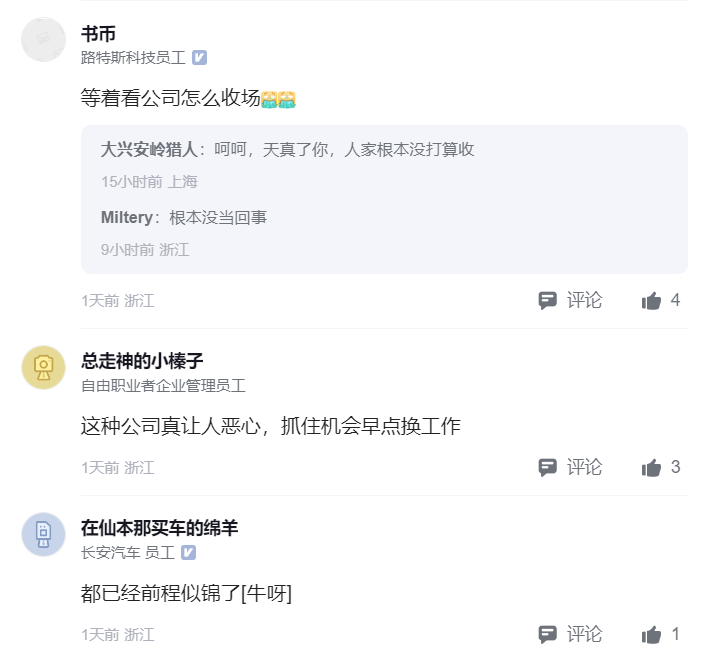 书币
路特斯科技员工
等着看公司怎么收场
大兴安岭猎人：呵呵，天真了你，人家根本没打算收
15小时前 上海
Miltery：根本没当回事
9小时前 浙江
1天前 浙江 评论 4
总走神的小榛子
自由职业者企业管理员工
这种公司真让人恶心，抓住机会早点换工作
1天前 浙江 评论 3
在仙本那买车的绵羊
长安汽车 员工
都已经前程似锦了[牛呀]
1天前 浙江 评论 1